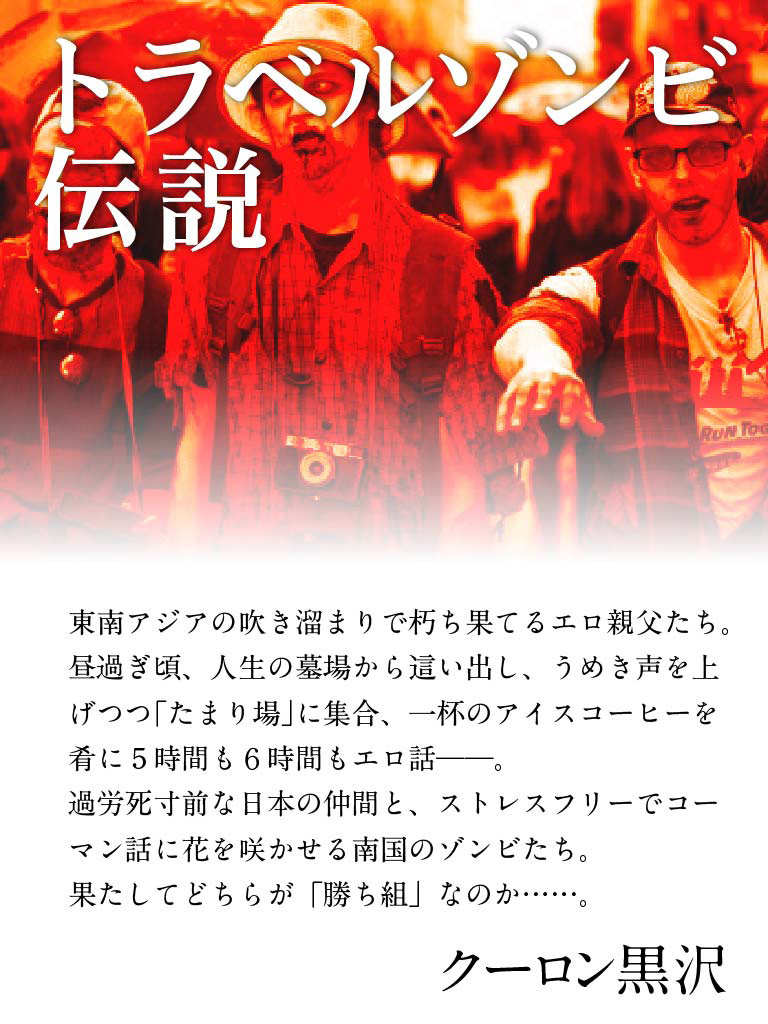 トラベルゾンビ
伝説
RUN TOG
東南アジアの吹き溜まりで朽ち果てるエロ親父たち。
昼過ぎ頃、人生の墓場から這い出し、うめき声を上
げつつ｢たまり場｣に集合、一杯のアイスコーヒーを
肴に５時間も６時間もエロ話――。
過労死寸前な日本の仲間と、ストレスフリーでコー
マン話に花を咲かせる南国のゾンビたち。
果たしてどちらが「勝ち組」なのか……。
クーロン黒沢